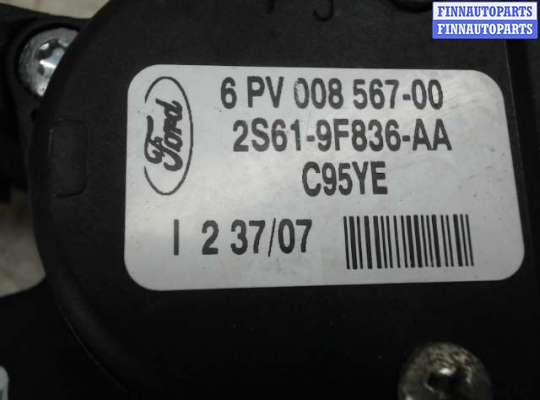 FINNAUTOPARTS
FINNAUTOPARTS
Ford
6 PV 008 567-00
2S61-9F836-AA
C95YE
I 2 37/07